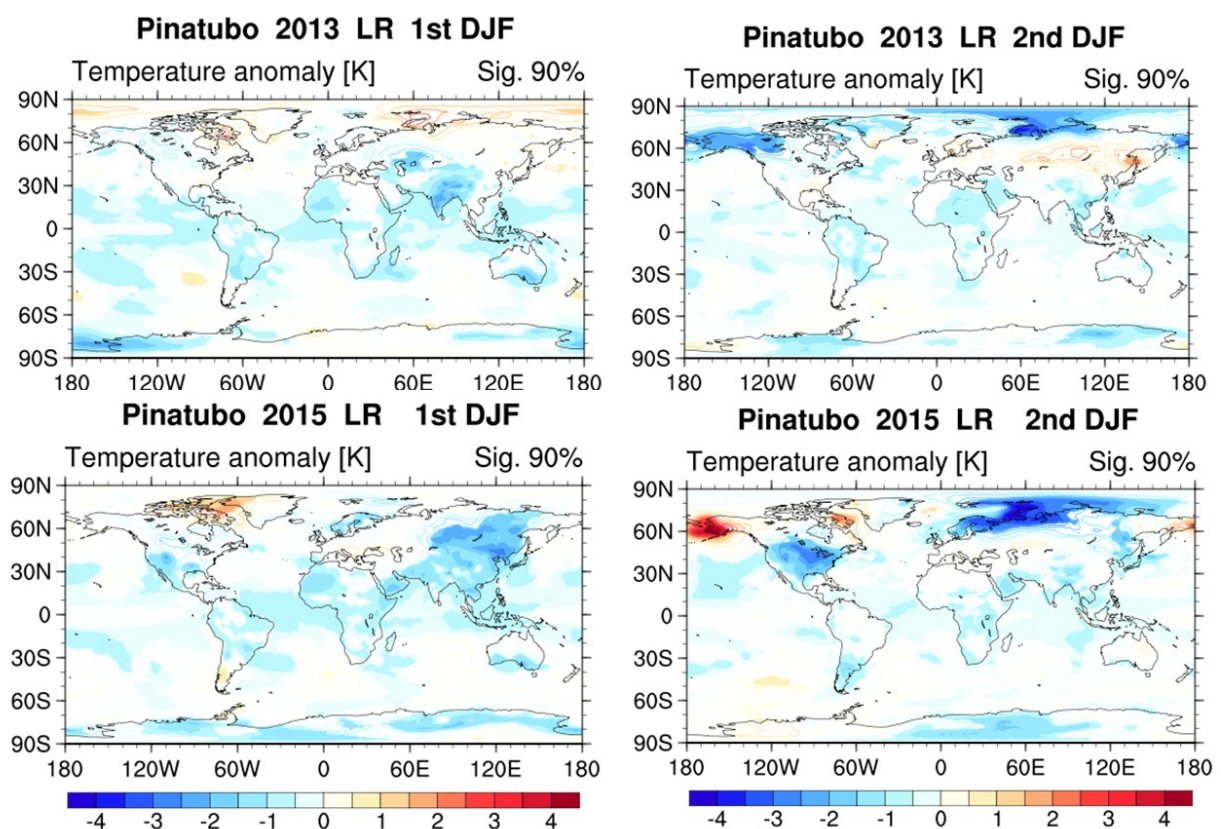 Pinatubo 2013 LR 1st DJF
Temperature anomaly [K] Sig. 90%
90N
60N
30N
0
30S
60S
90S
180 120W 60W 0 60E 120E 180
Pinatubo 2013 LR 2nd DJF
Temperature anomaly [K] Sig. 90%
90N
60N
30N
0
30S
60S
90S
180 120W 60W 0 60E 120E 180
Pinatubo 2015 LR 1st DJF
Temperature anomaly [K] Sig. 90%
90N
60N
30N
0
30S
60S
90S
180 120W 60W 0 60E 120E 180
-4 -3 -2 -1 0 1 2 3 4
Pinatubo 2015 LR 2nd DJF
Temperature anomaly [K] Sig. 90%
90N
60N
30N
0
30S
60S
90S
180 120W 60W 0 60E 120E 180
-4 -3 -2 -1 0 1 2 3 4